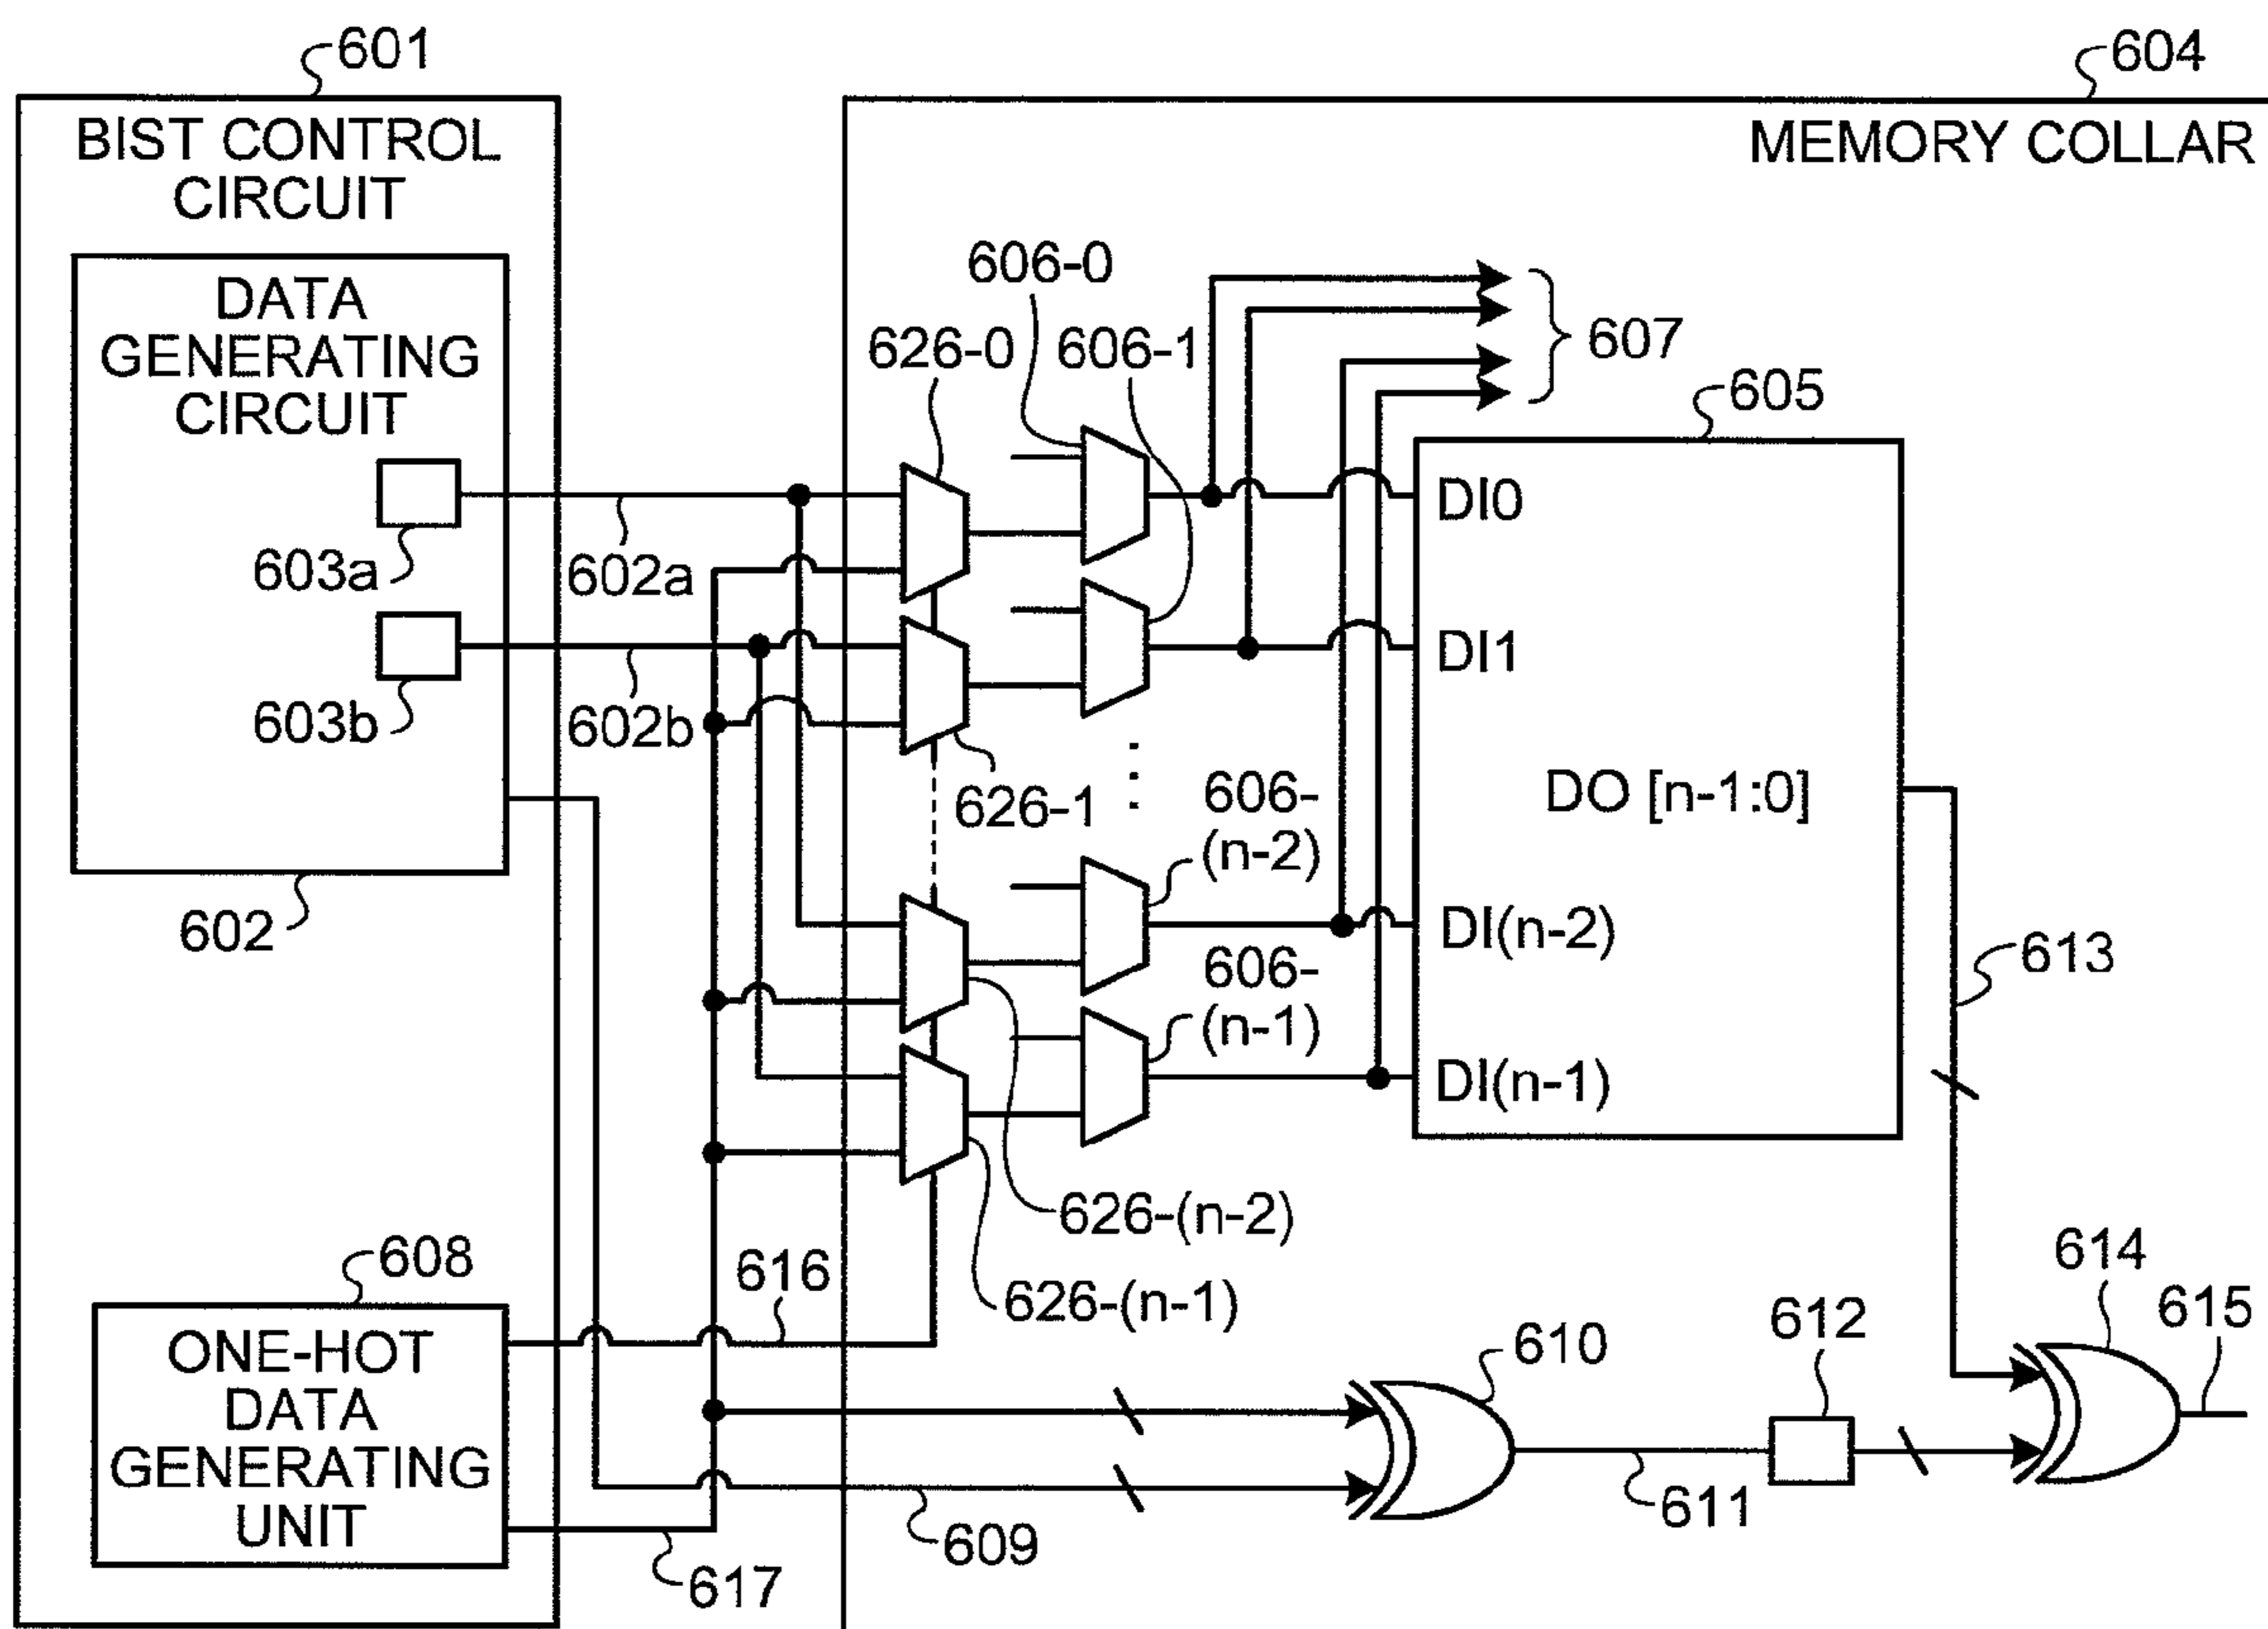 601
604
BIST CONTROL
CIRCUIT
MEMORY COLLAR
DATA
GENERATING
CIRCUIT
603a
603b
602
602a
602b
606-0
626-0
606-1
607
605
DI0
DI1
626-1
606-
(n-2)
DO [n-1:0]
DI(n-2)
606-
(n-1)
DI(n-1)
613
626-(n-2)
626-(n-1)
608
616
ONE-HOT
DATA
GENERATING
UNIT
617
609
610
611
612
614
615